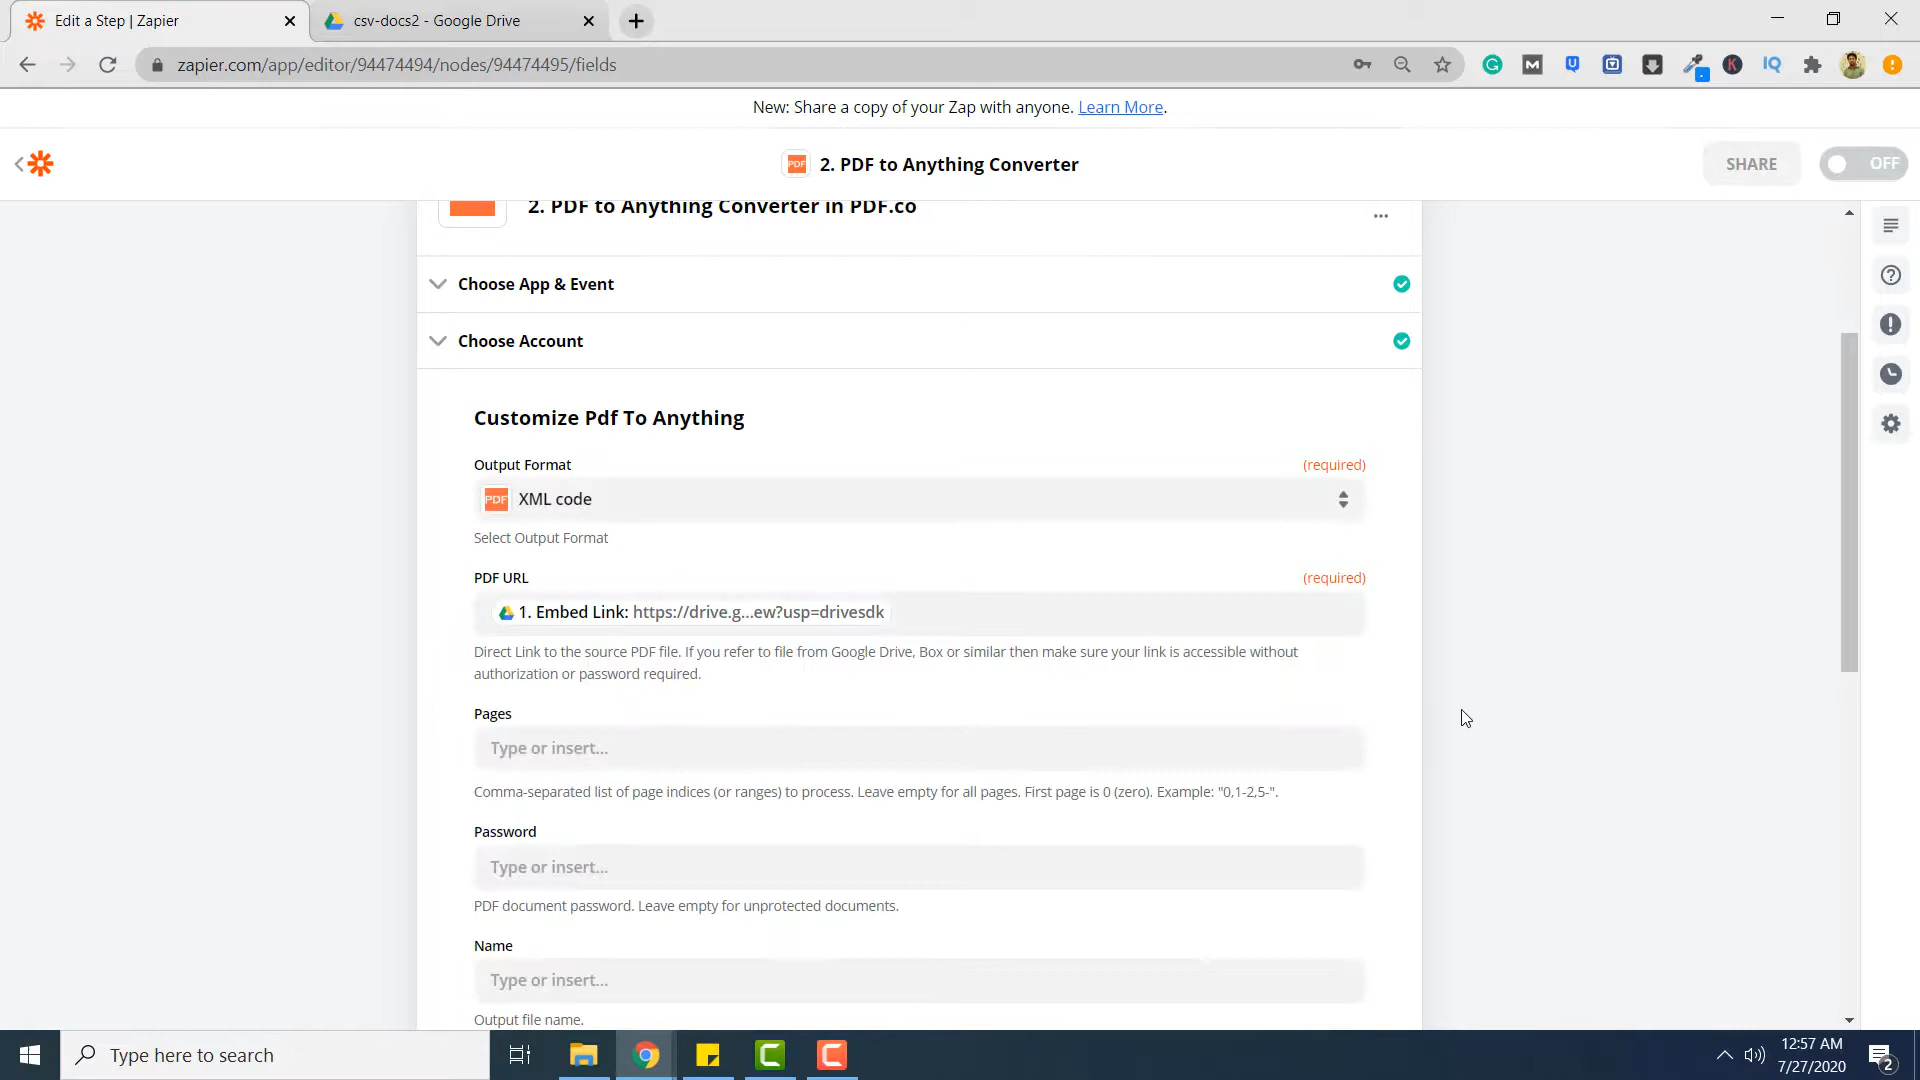 Edit a Step | Zapier
csv-docs2 - Google Drive
zapier.com/app/editor/94474494/nodes/94474495/fields
New: Share a copy of your Zap with anyone. Learn More.
PDF 2. PDF to Anything Converter
SHARE
OFF
2. PDF to Anything Converter in PDF.co
Choose App & Event
Choose Account
Customize Pdf To Anything
Output Format (required)
PDF XML code
Select Output Format
PDF URL (required)
1. Embed Link: https://drive.g...ew?usp=drivesdk
Direct Link to the source PDF file. If you refer to file from Google Drive, Box or similar then make sure your link is accessible without
authorization or password required.
Pages
Type or insert...
Comma-separated list of page indices (or ranges) to process. Leave empty for all pages. First page is 0 (zero). Example: "0,1-2,5-".
Password
Type or insert...
PDF document password. Leave empty for unprotected documents.
Name
Type or insert...
Output file name.
Type here to search
12:57 AM
7/27/2020
2